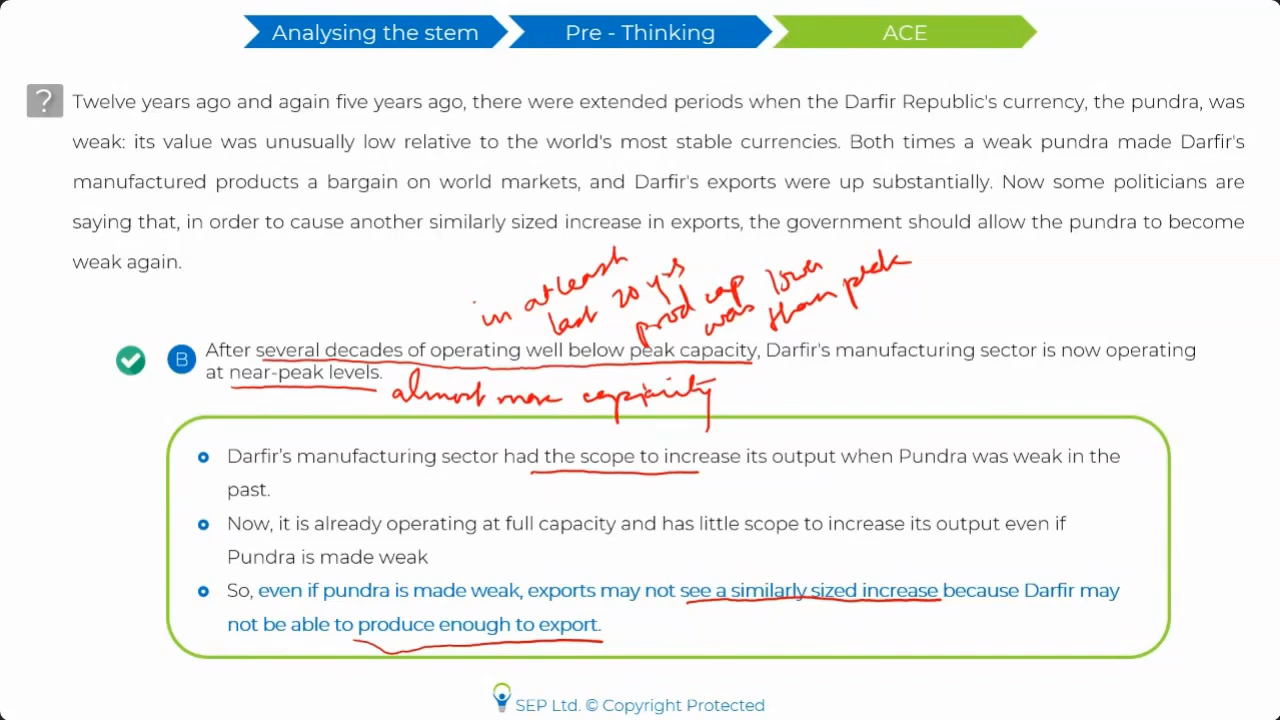 Analysing the stem
Pre - Thinking
ACE
?
Twelve years ago and again five years ago, there were extended periods when the Darfir Republic's currency, the pundra, was
weak: its value was unusually low relative to the world's most stable currencies. Both times a weak pundra made Darfir's
manufactured products a bargain on world markets, and Darfir's exports were up substantially. Now some politicians are
saying that, in order to cause another similarly sized increase in exports, the government should allow the pundra to become
weak again.
in at least
last 20 yrs
prod cap
was lower
than peak
B
After several decades of operating well below peak capacity, Darfir's manufacturing sector is now operating
at near-peak levels.
almost max capacity
Darfir's manufacturing sector had the scope to increase its output when Pundra was weak in the
past.
Now, it is already operating at full capacity and has little scope to increase its output even if
Pundra is made weak
So, even if pundra is made weak, exports may not see a similarly sized increase because Darfir may
not be able to produce enough to export.
SEP Ltd. © Copyright Protected